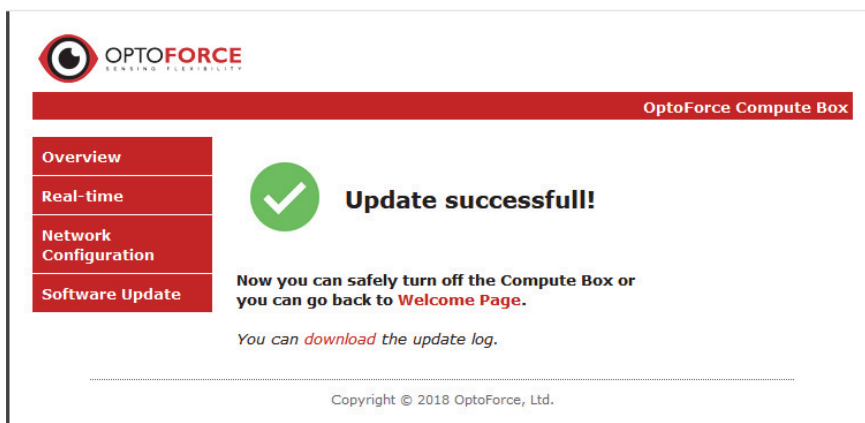 OPTOFORCE
SENSING FLEXIBILITY
OptoForce Compute Box
Overview
Real-time
Network
Configuration
Software Update
Update successfull!
Now you can safely turn off the Compute Box or
you can go back to Welcome Page.
You can download the update log.
Copyright © 2018 OptoForce, Ltd.